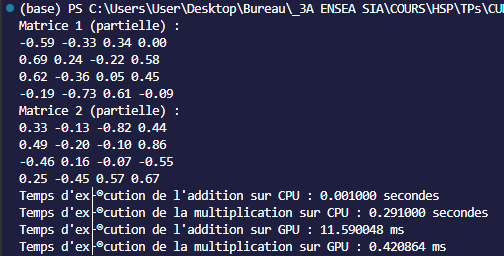 (base) PS C:\Users\User\Desktop\Bureau\_3A ENSEA SIA\COURS\HSP\TPs\CU
Matrice 1 (partielle) :
-0.59 -0.33 0.34 0.00
0.69 0.24 -0.22 0.58
0.62 -0.36 0.05 0.45
-0.19 -0.73 0.61 -0.09
Matrice 2 (partielle) :
0.33 -0.13 -0.82 0.44
0.49 -0.20 -0.10 0.86
-0.46 0.16 -0.07 -0.55
0.25 -0.45 0.57 0.67
Temps d'ex├®cution de l'addition sur CPU : 0.001000 secondes
Temps d'ex├®cution de la multiplication sur CPU : 0.291000 secondes
Temps d'ex├®cution de l'addition sur GPU : 11.590048 ms
Temps d'ex├®cution de la multiplication sur GPU : 0.420864 ms